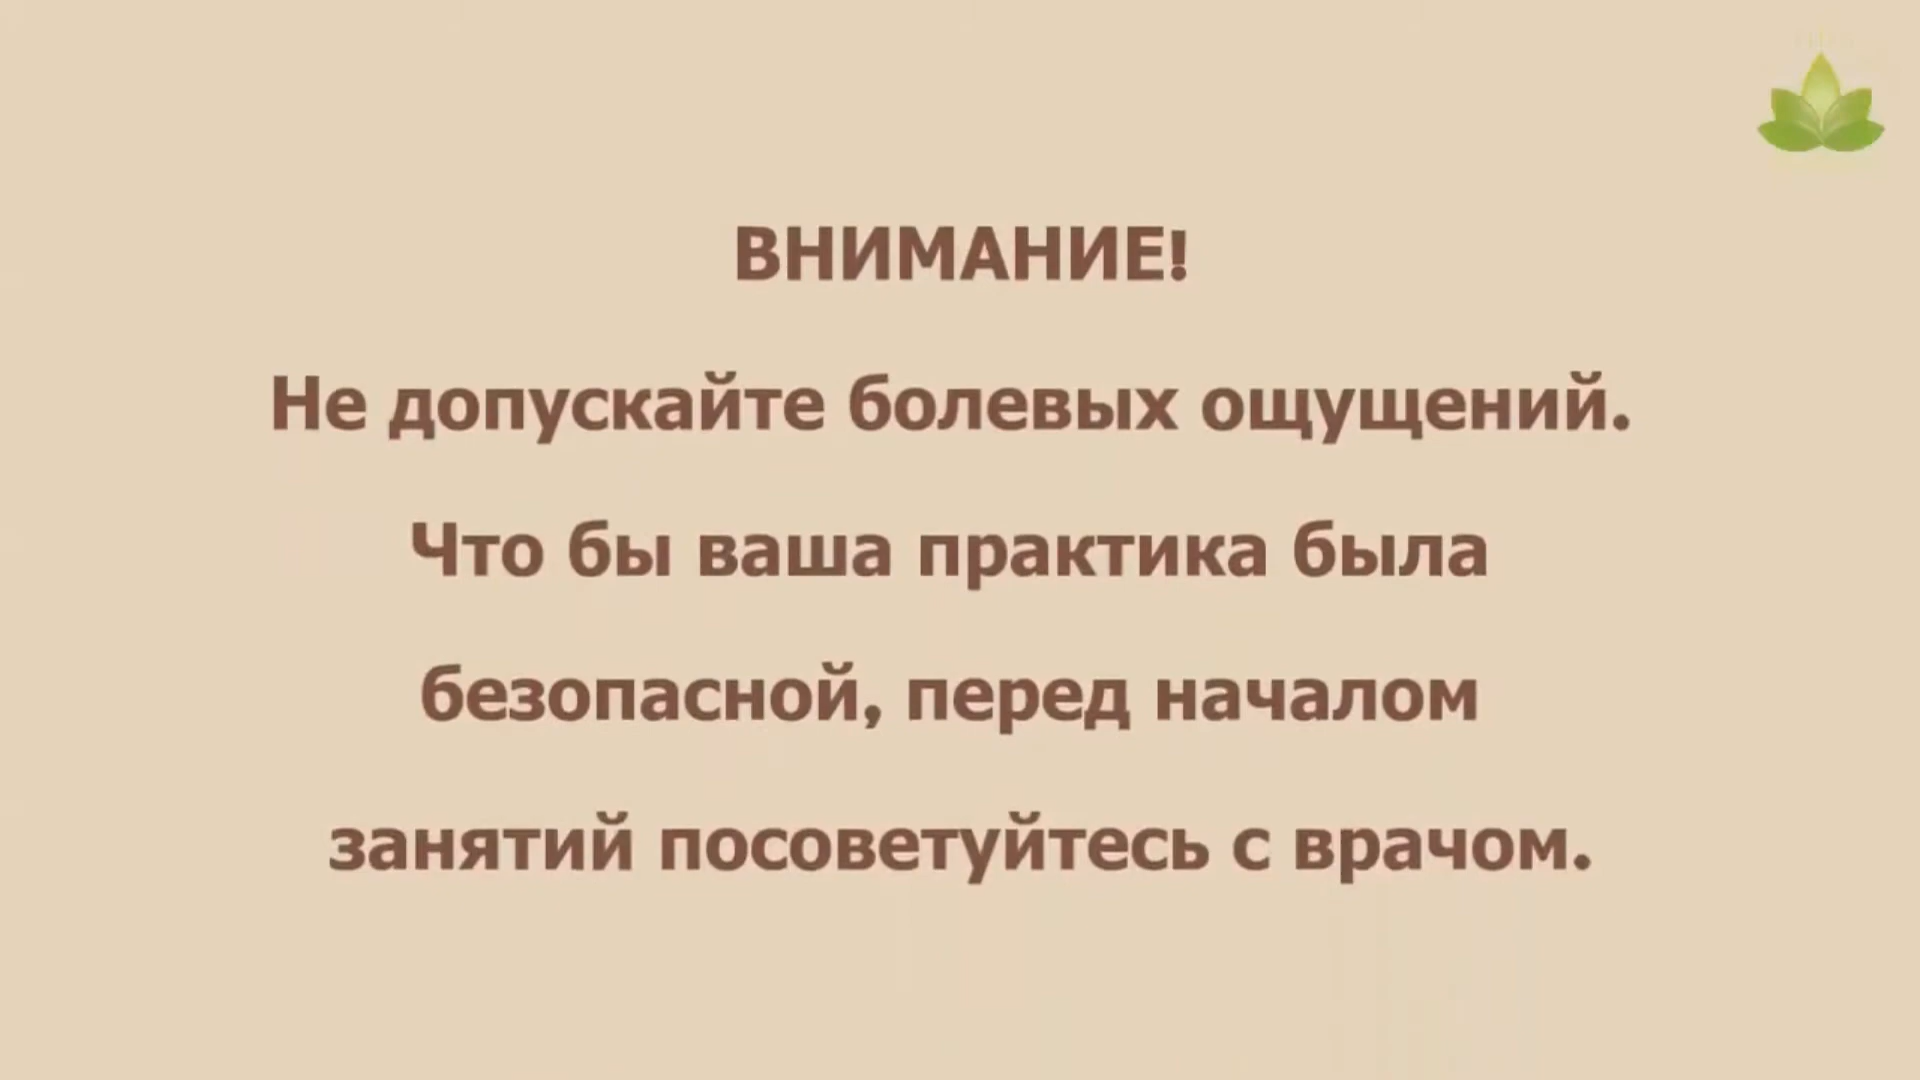 ВНИМАНИЕ!
Не допускайте болевых ощущений.
Что бы ваша практика была
безопасной, перед началом
занятий посоветуйтесь с врачом.